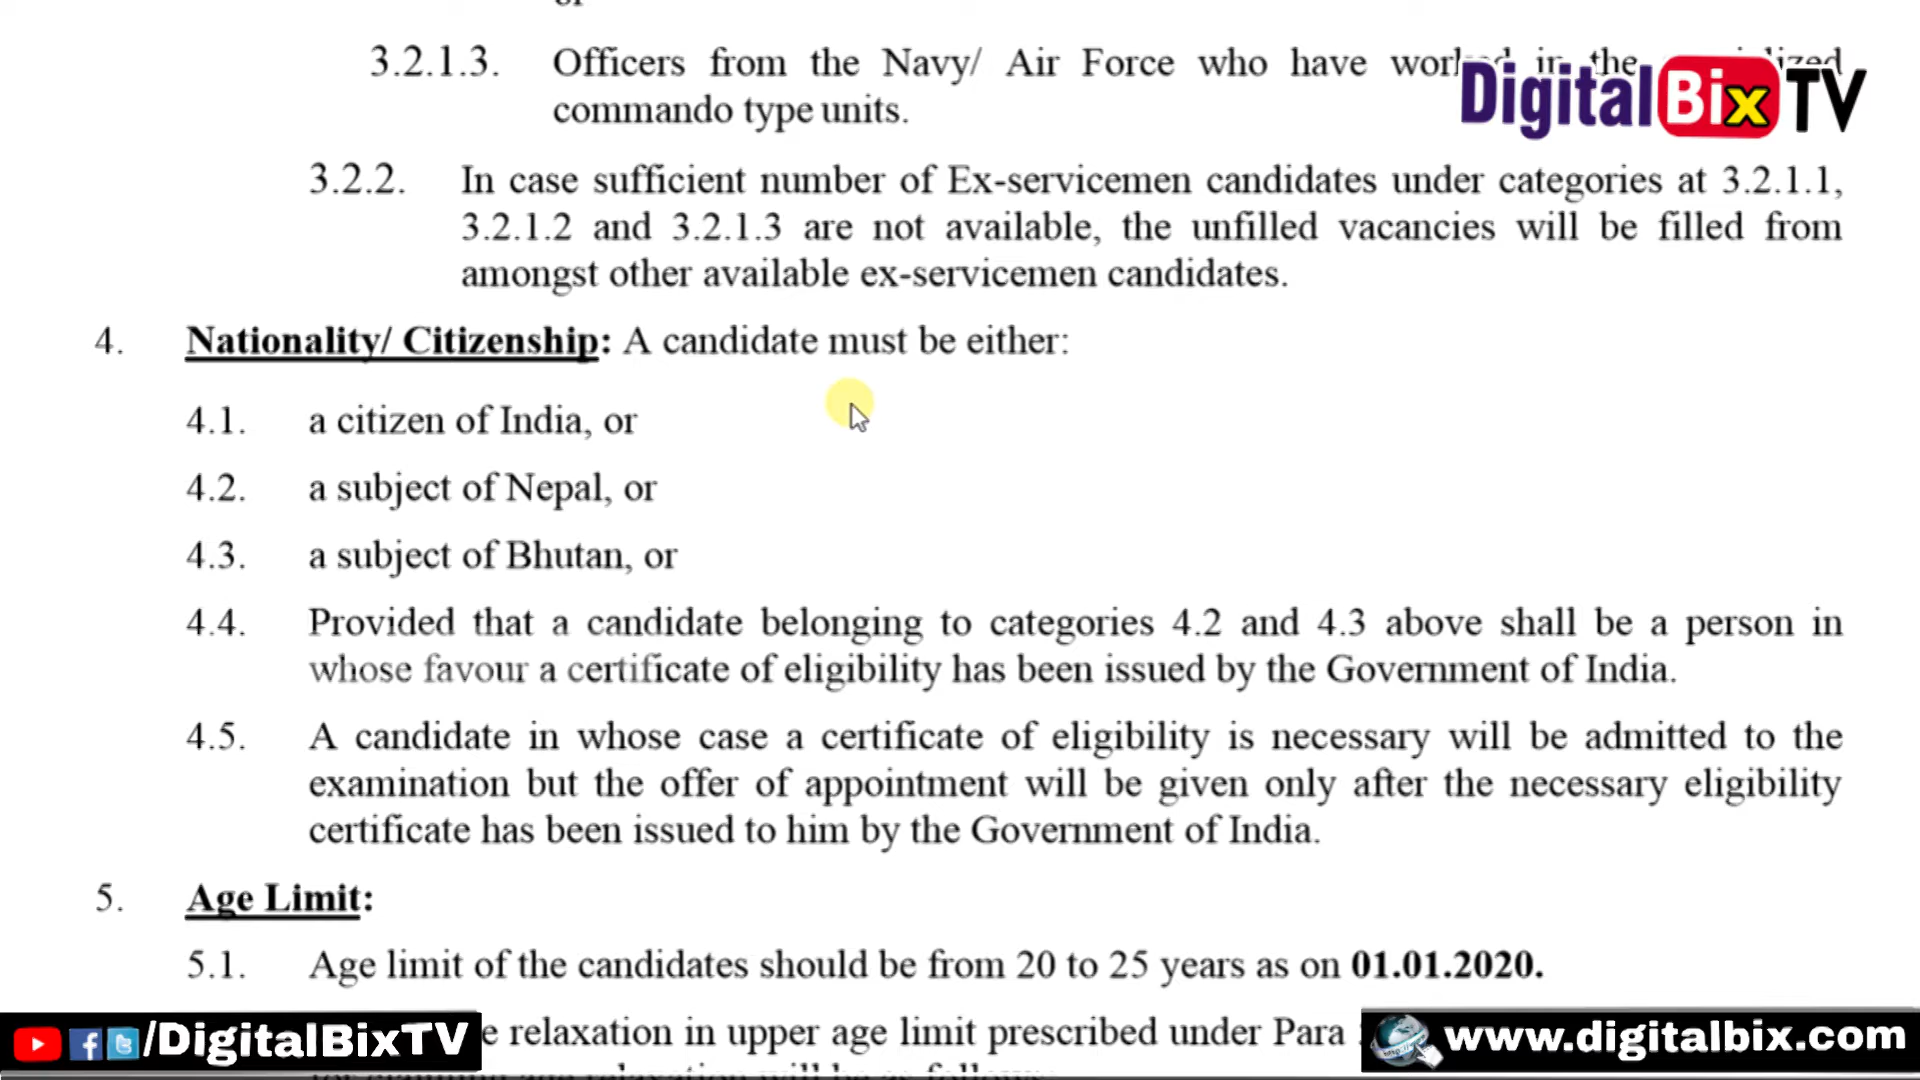 3.2.1.3. Officers from the Navy/ Air Force who have in the
commando type units.
DigitalBixTV
3.2.2. In case sufficient number of Ex-servicemen candidates under categories at 3.2.1.1,
3.2.1.2 and 3.2.1.3 are not available, the unfilled vacancies will be filled from
amongst other available ex-servicemen candidates.
4. Nationality/ Citizenship: A candidate must be either:
4.1. a citizen of India, or
4.2. a subject of Nepal, or
4.3. a subject of Bhutan, or
4.4. Provided that a candidate belonging to categories 4.2 and 4.3 above shall be a person in
whose favour a certificate of eligibility has been issued by the Government of India.
4.5. A candidate in whose case a certificate of eligibility is necessary will be admitted to the
examination but the offer of appointment will be given only after the necessary eligibility
certificate has been issued to him by the Government of India.
5. Age Limit:
5.1. Age limit of the candidates should be from 20 to 25 years as on 01.01.2020.
relaxation in upper age limit prescribed under Para
/DigitalBixTV
www.digitalbix.com